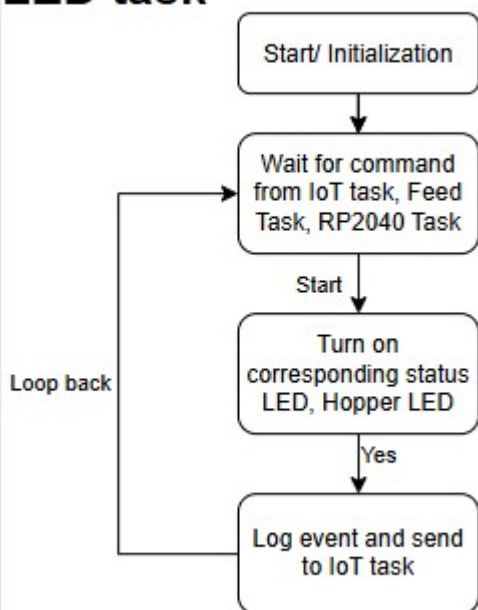 LED task
Start/ Initialization
Wait for command
from IoT task, Feed
Task, RP2040 Task
Start
Turn on
corresponding status
LED, Hopper LED
Loop back
Yes
Log event and send
to IoT task